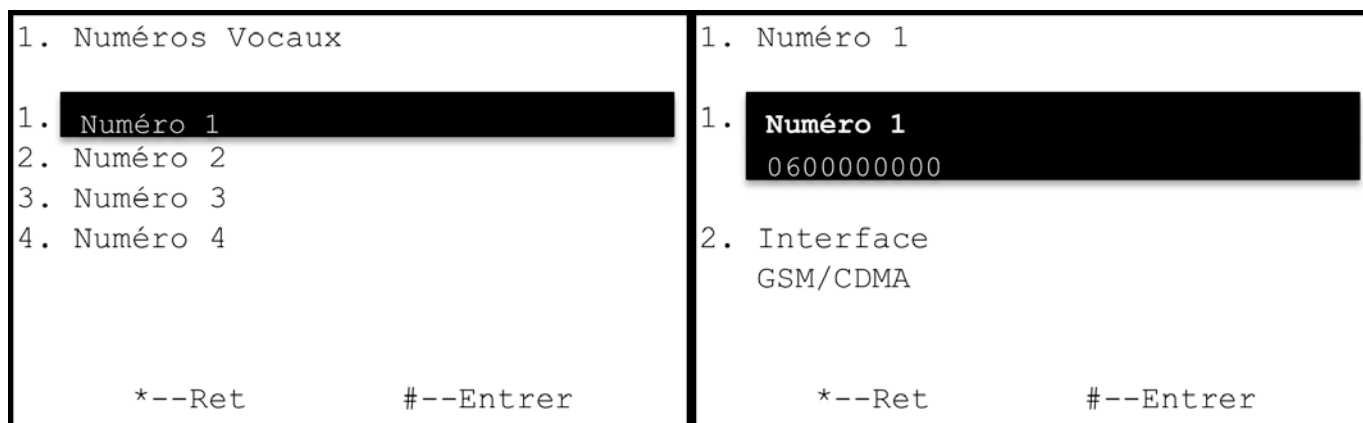 1. Numéros Vocaux
1. Numéro 1
2. Numéro 2
3. Numéro 3
4. Numéro 4
*--Ret #--Entrer
1. Numéro 1
1. Numéro 1
0600000000
2. Interface
GSM/CDMA
*--Ret #--Entrer